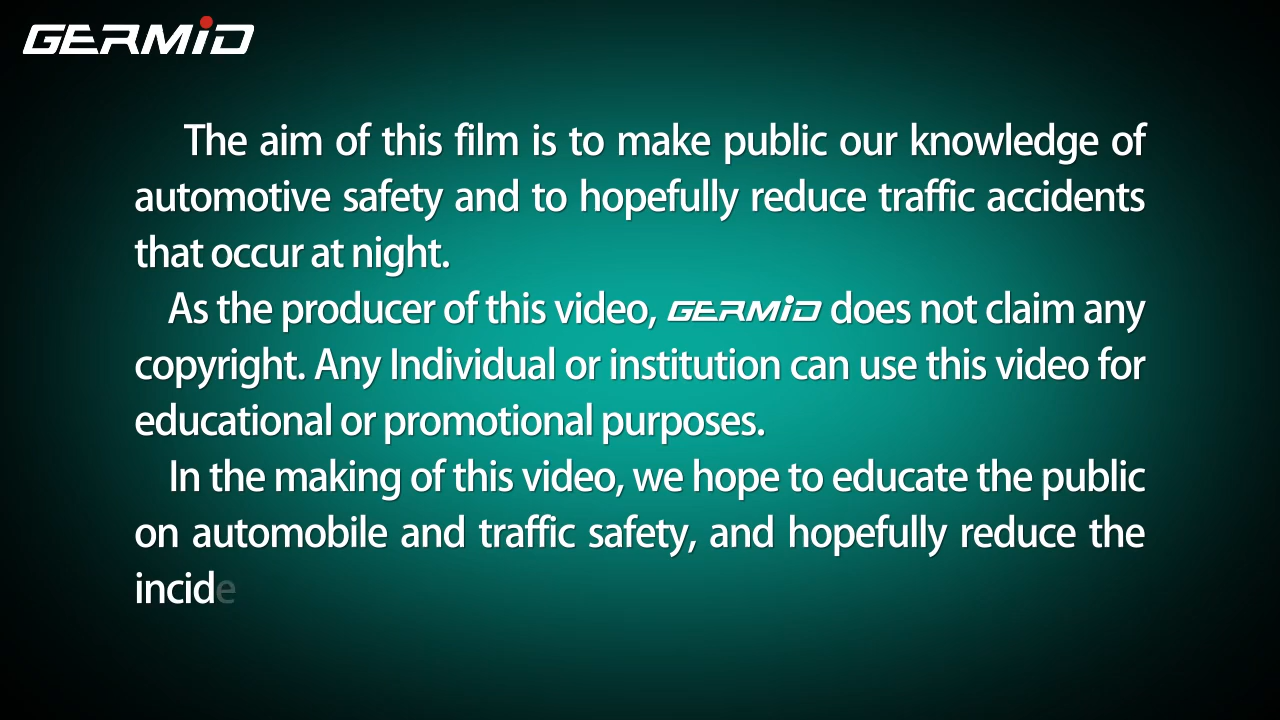 GERMiD
The aim of this film is to make public our knowledge of
automotive safety and to hopefully reduce traffic accidents
that occur at night.
As the producer of this video, GERMiD does not claim any
copyright. Any Individual or institution can use this video for
educational or promotional purposes.
In the making of this video, we hope to educate the public
on automobile and traffic safety, and hopefully reduce the
incide